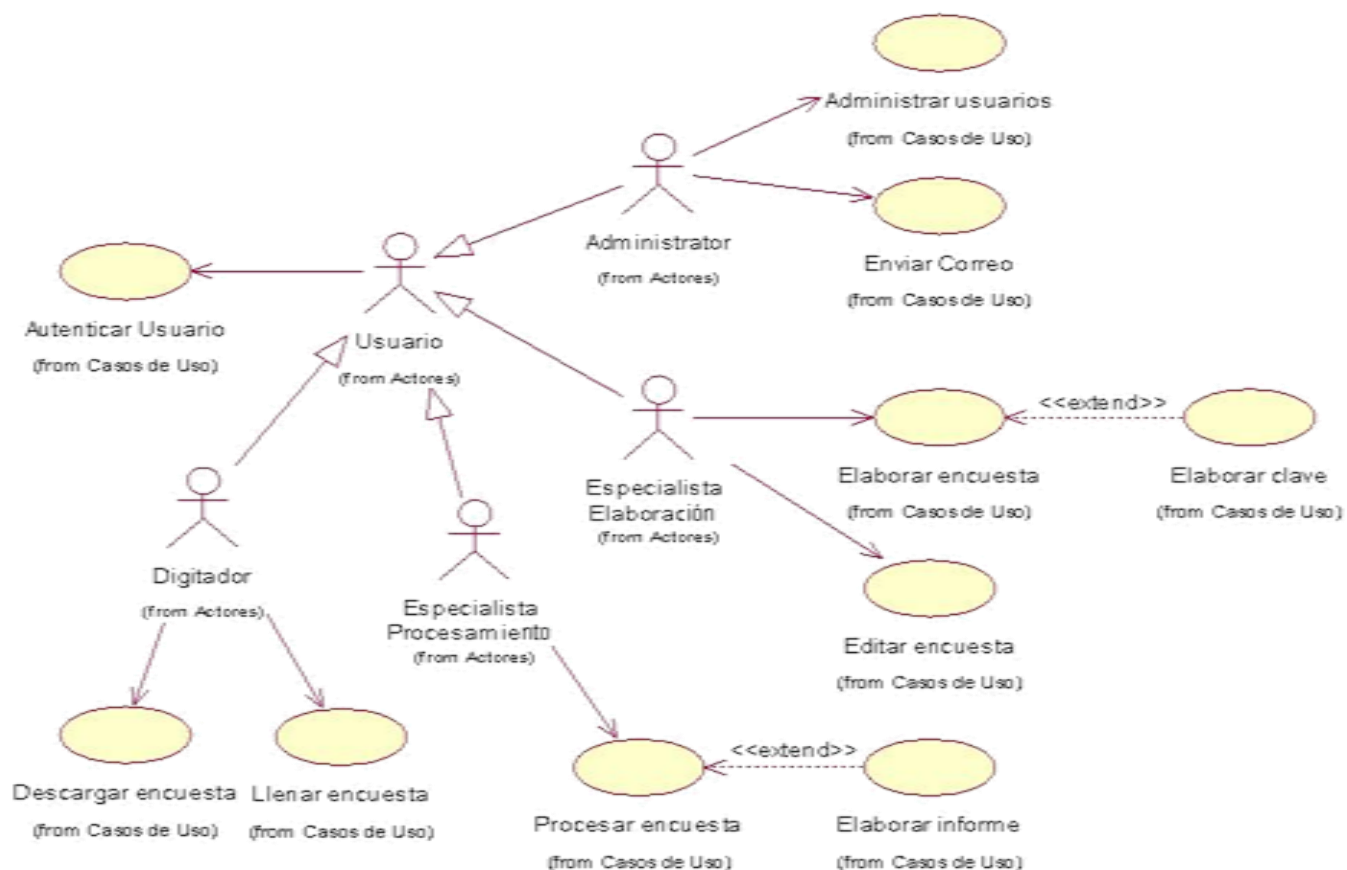 Administrar usuarios
(from Casos de Uso)
Administrator
(from Actores)
Enviar Correo
(from Casos de Uso)
Autenticar Usuario
(from Casos de Uso)
Usuario
(from Actores)
Especialista
Elaboración
(from Actores)
Elaborar encuesta
(from Casos de Uso)
<<extend>>
Elaborar clave
(from Casos de Uso)
Digitador
(from Actores)
Especialista
Procesamiento
(from Actores)
Editar encuesta
(from Casos de Uso)
Descargar encuesta
(from Casos de Uso)
Llenar encuesta
(from Casos de Uso)
Procesar encuesta
(from Casos de Uso)
<<extend>>
Elaborar informe
(from Casos de Uso)